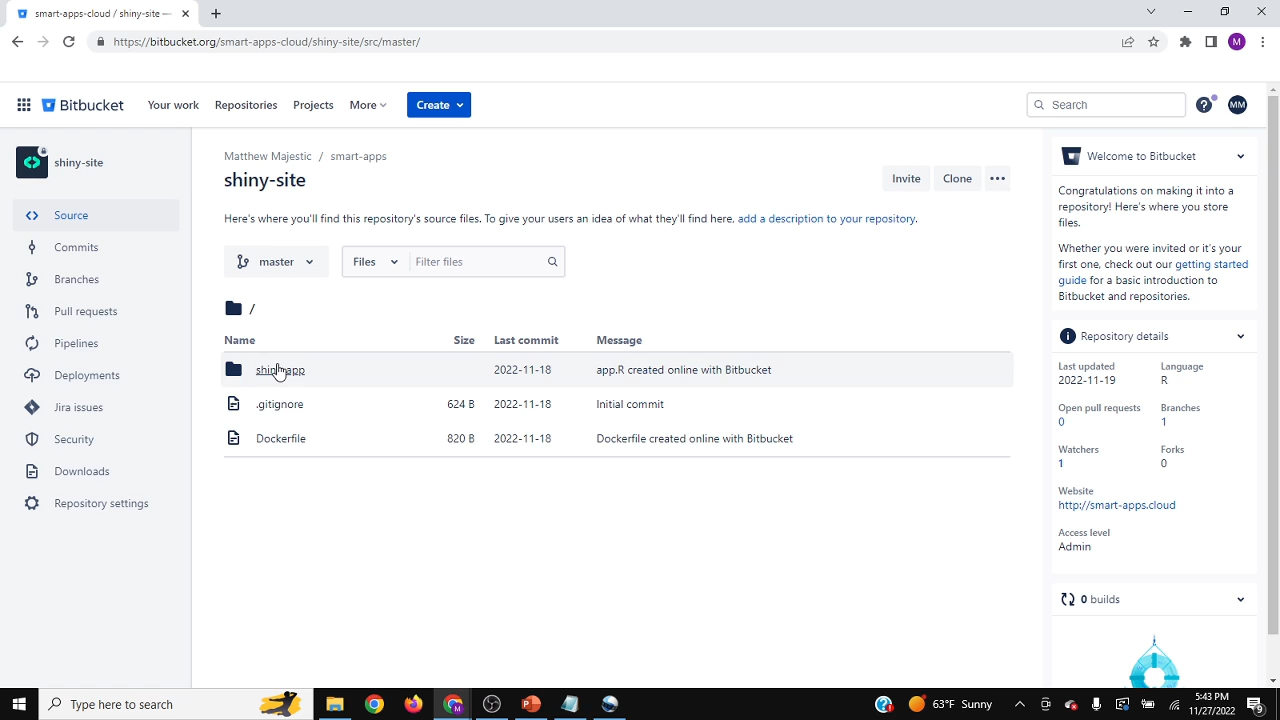 smart-apps-cloud / shiny-site —
https://bitbucket.org/smart-apps-cloud/shiny-site/src/master/
Bitbucket
Your work
Repositories
Projects
More
Create
Search
MM
shiny-site
Source
Commits
Branches
Pull requests
Pipelines
Deployments
Jira issues
Security
Downloads
Repository settings
Matthew Majestic / smart-apps
shiny-site
Invite
Clone
Here's where you'll find this repository's source files. To give your users an idea of what they'll find here, add a description to your repository.
master
Files
Filter files
/
Name Size Last commit Message
2022-11-18 app.R created online with Bitbucket
.gitignore 624 B 2022-11-18 Initial commit
Dockerfile 820 B 2022-11-18 Dockerfile created online with Bitbucket
Welcome to Bitbucket
Congratulations on making it into a
repository! Here's where you store
files.
Whether you were invited or it's your
first one, check out our getting started
guide for a basic introduction to
Bitbucket and repositories.
Repository details
Last updated Language
2022-11-19 R
Open pull requests Branches
0 1
Watchers Forks
1 0
Website
http://smart-apps.cloud
Access level
Admin
0 builds
Type here to search
63°F Sunny
5:43 PM
11/27/2022